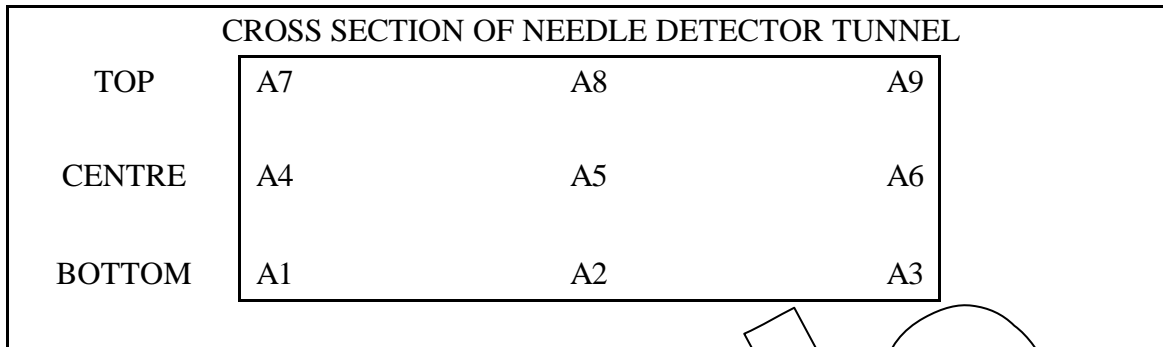 CROSS SECTION OF NEEDLE DETECTOR TUNNEL
TOP A7 A8 A9
CENTRE A4 A5 A6
BOTTOM A1 A2 A3